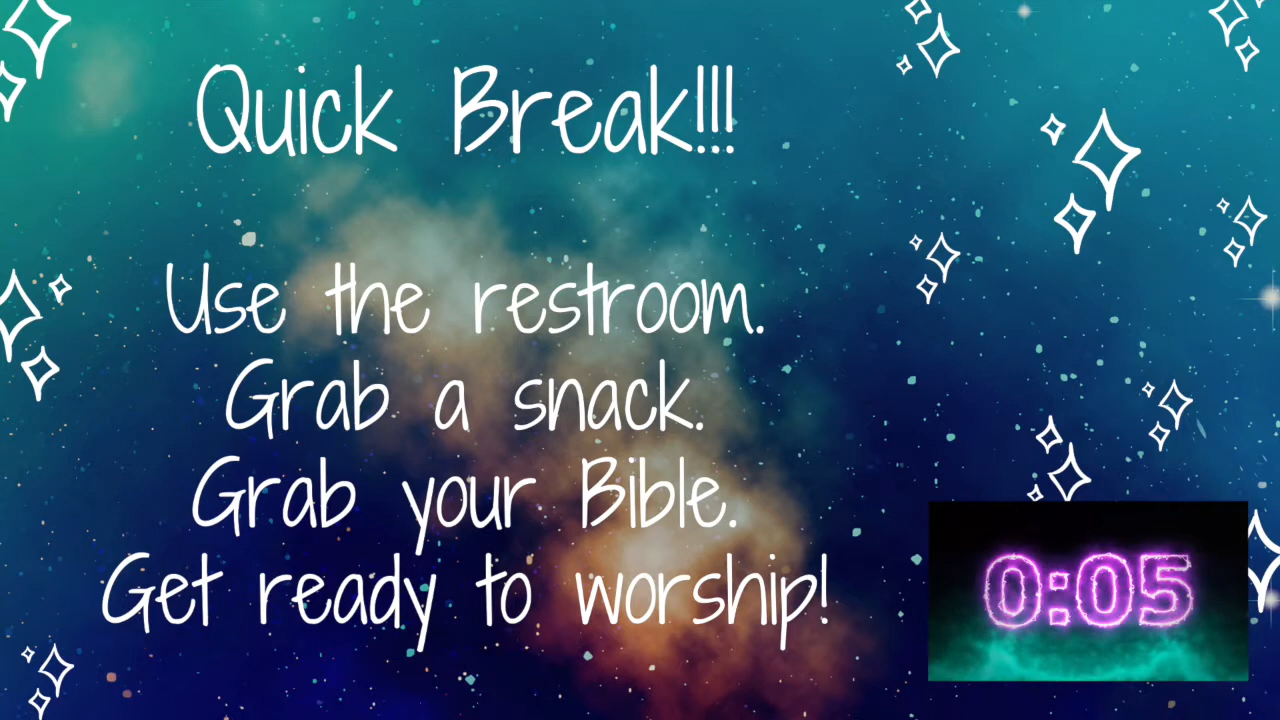 Quick Break!!!
Use the restroom.
Grab a snack.
Grab your Bible.
Get ready to worship!
0:05